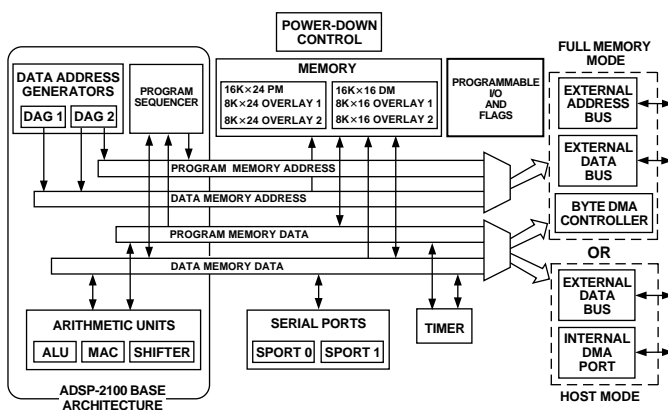 POWER-DOWN
CONTROL
FULL MEMORY
MODE
DATA ADDRESS
GENERATORS
DAG 1
DAG 2
PROGRAM
SEQUENCER
MEMORY
16K×24 PM
8K×24 OVERLAY 1
8K×24 OVERLAY 2
16K×16 DM
8K×16 OVERLAY 1
8K×16 OVERLAY 2
PROGRAMMABLE
I/O
AND
FLAGS
EXTERNAL
ADDRESS
BUS
EXTERNAL
DATA
BUS
BYTE DMA
CONTROLLER
PROGRAM MEMORY ADDRESS
DATA MEMORY ADDRESS
PROGRAM MEMORY DATA
DATA MEMORY DATA
OR
ARITHMETIC UNITS
ALU
MAC
SHIFTER
SERIAL PORTS
SPORT 0
SPORT 1
TIMER
EXTERNAL
DATA
BUS
INTERNAL
DMA
PORT
ADSP-2100 BASE
ARCHITECTURE
HOST MODE